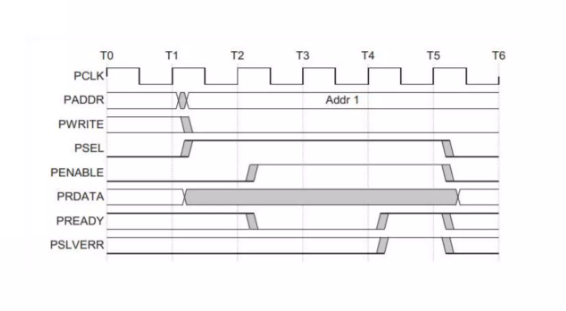 T0 T1 T2 T3 T4 T5 T6
PCLK
PADDR Addr 1
PWRITE
PSEL
PENABLE
PRDATA
PREADY
PSLVERR